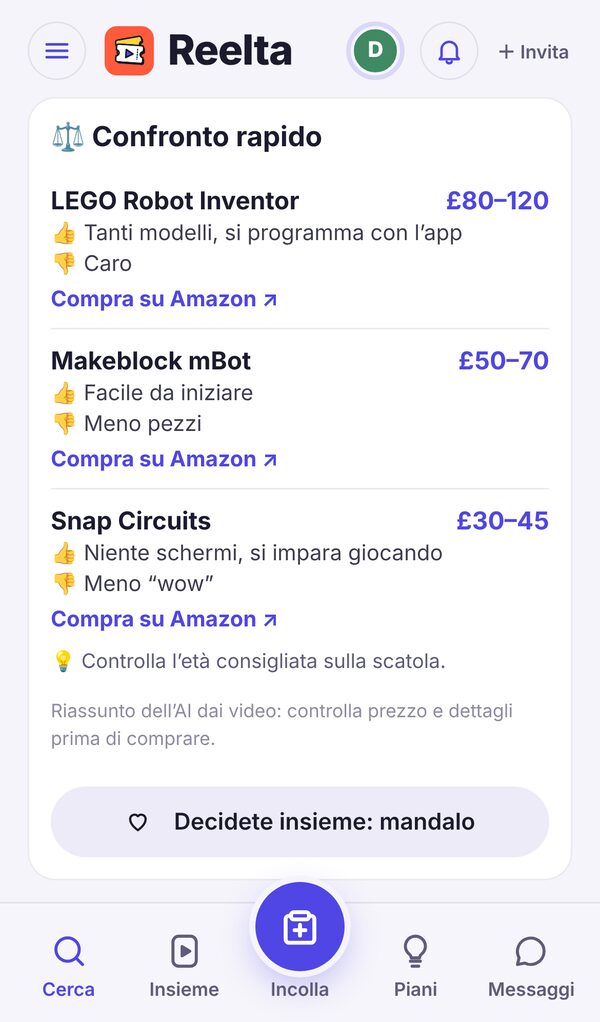 Reelta
D
+ Invita
⚖️ Confronto rapido
LEGO Robot Inventor £80–120
👍 Tanti modelli, si programma con l’app
👎 Caro
Compra su Amazon ↗
Makeblock mBot £50–70
👍 Facile da iniziare
👎 Meno pezzi
Compra su Amazon ↗
Snap Circuits £30–45
👍 Niente schermi, si impara giocando
👎 Meno “wow”
Compra su Amazon ↗
💡 Controlla l’età consigliata sulla scatola.
Riassunto dell’AI dai video: controlla prezzo e dettagli
prima di comprare.
Decidete insieme: mandalo
Cerca Insieme Incolla Piani Messaggi